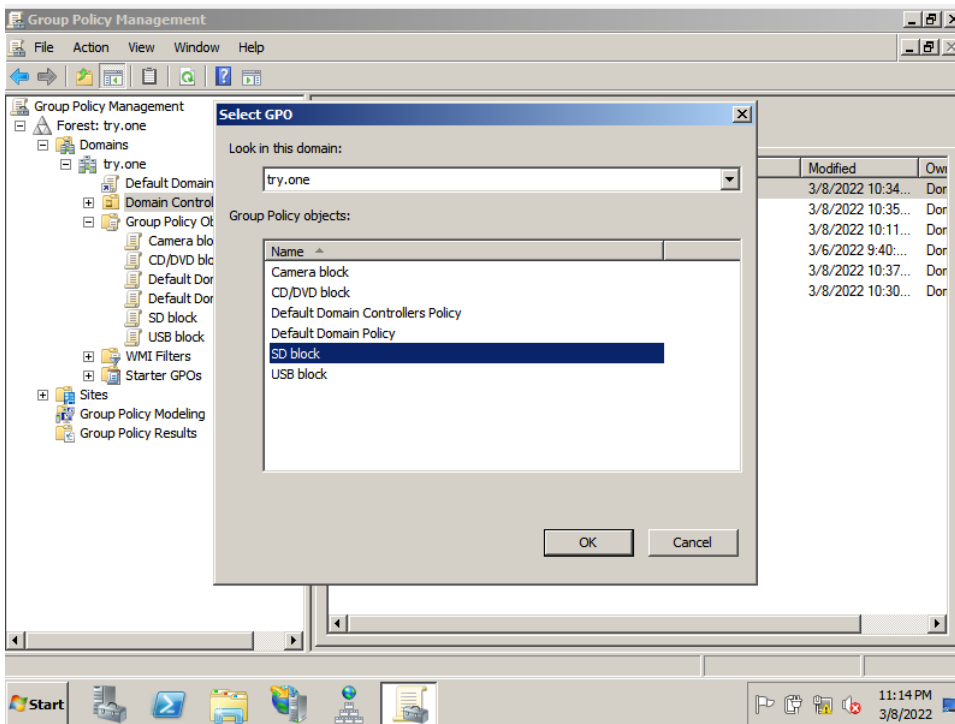 Group Policy Management
File Action View Window Help
Group Policy Management
Forest: try.one
Domains
try.one
Default Domain
Domain Control
Group Policy Ob
Camera blo
CD/DVD blo
Default Dor
Default Dor
SD block
USB block
WMI Filters
Starter GPOs
Sites
Group Policy Modeling
Group Policy Results
Select GPO
Look in this domain:
try.one
Group Policy objects:
Name
Camera block
CD/DVD block
Default Domain Controllers Policy
Default Domain Policy
SD block
USB block
OK Cancel
Modified Own
3/8/2022 10:34... Dor
3/8/2022 10:35... Dor
3/8/2022 10:11... Dor
3/6/2022 9:40:... Dor
3/8/2022 10:37... Dor
3/8/2022 10:30... Dor
Start
11:14 PM
3/8/2022